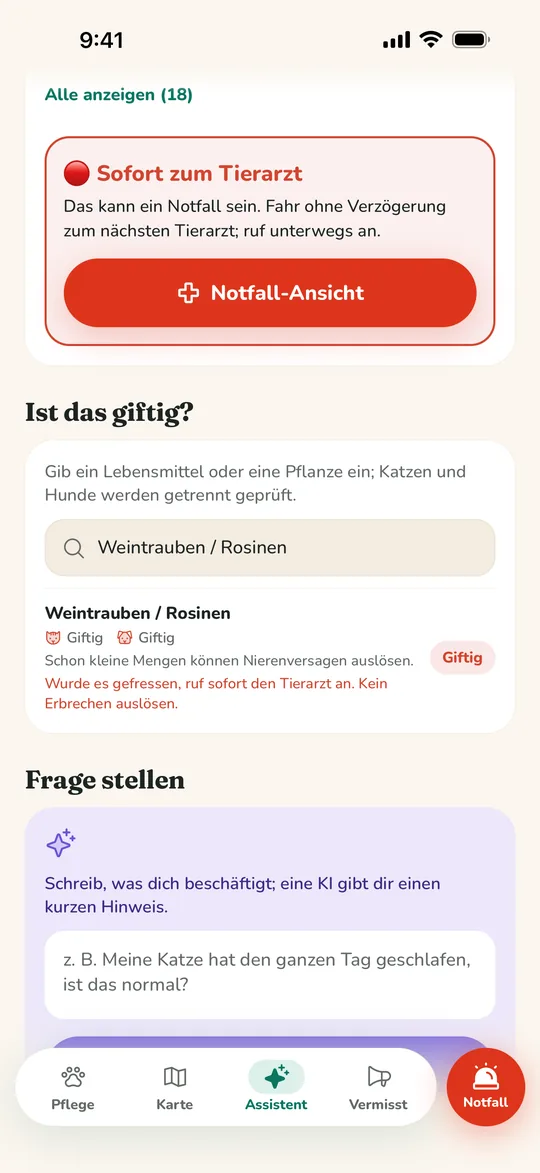 9:41
Alle anzeigen (18)
Sofort zum Tierarzt
Das kann ein Notfall sein. Fahr ohne Verzögerung
zum nächsten Tierarzt; ruf unterwegs an.
Notfall-Ansicht
Ist das giftig?
Gib ein Lebensmittel oder eine Pflanze ein; Katzen und
Hunde werden getrennt geprüft.
Weintrauben / Rosinen
Weintrauben / Rosinen
Giftig Giftig
Schon kleine Mengen können Nierenversagen auslösen.
Giftig
Wurde es gefressen, ruf sofort den Tierarzt an. Kein
Erbrechen auslösen.
Frage stellen
Schreib, was dich beschäftigt; eine KI gibt dir einen
kurzen Hinweis.
z. B. Meine Katze hat den ganzen Tag geschlafen,
ist das normal?
Pflege Karte Assistent Vermisst Notfall